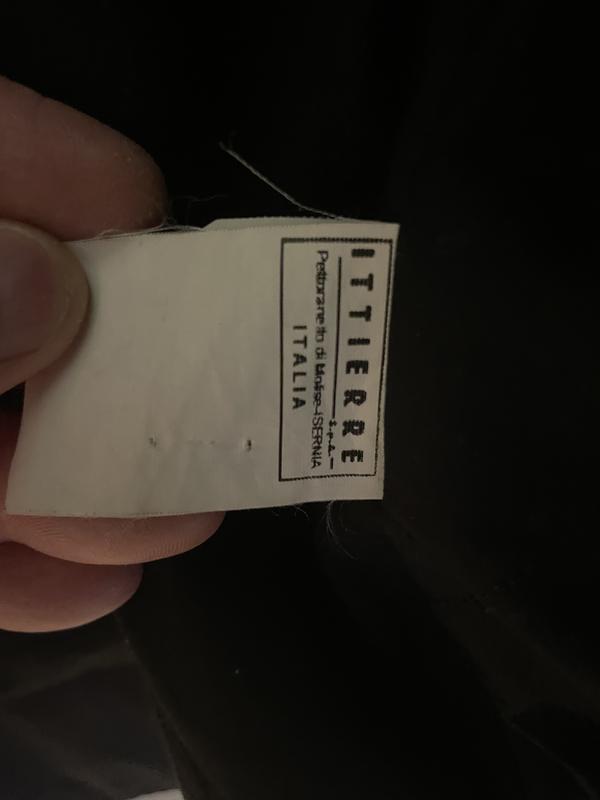 ITTIERRE
s.p.a.
Pettoranello di Molise-ISERNIA
ITALIA